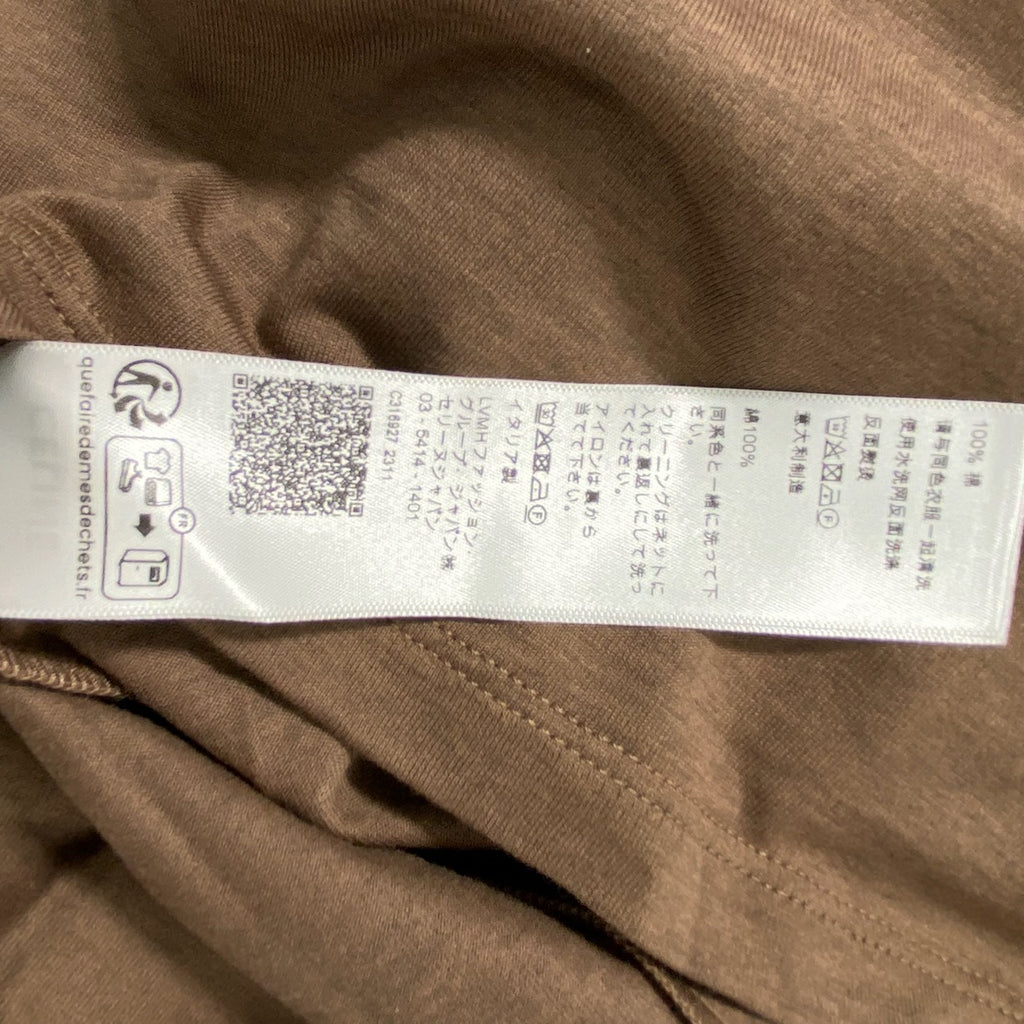 100% 棉
请与同色衣服一起清洗
使用水洗网反面洗涤
反面熨烫
意大利制造
綿100%
同系色と一緒に洗って下
さい。
クリーニングはネットに
入れて裏返しにして洗っ
てください。
アイロンは裏から
当てて下さい。
イタリア製
LVMHファッション・
グループ・ジャパン㈱
セリーヌジャパン
03 - 5414 - 1401
C316927 2311
FR
quefairedemesdechets.fr